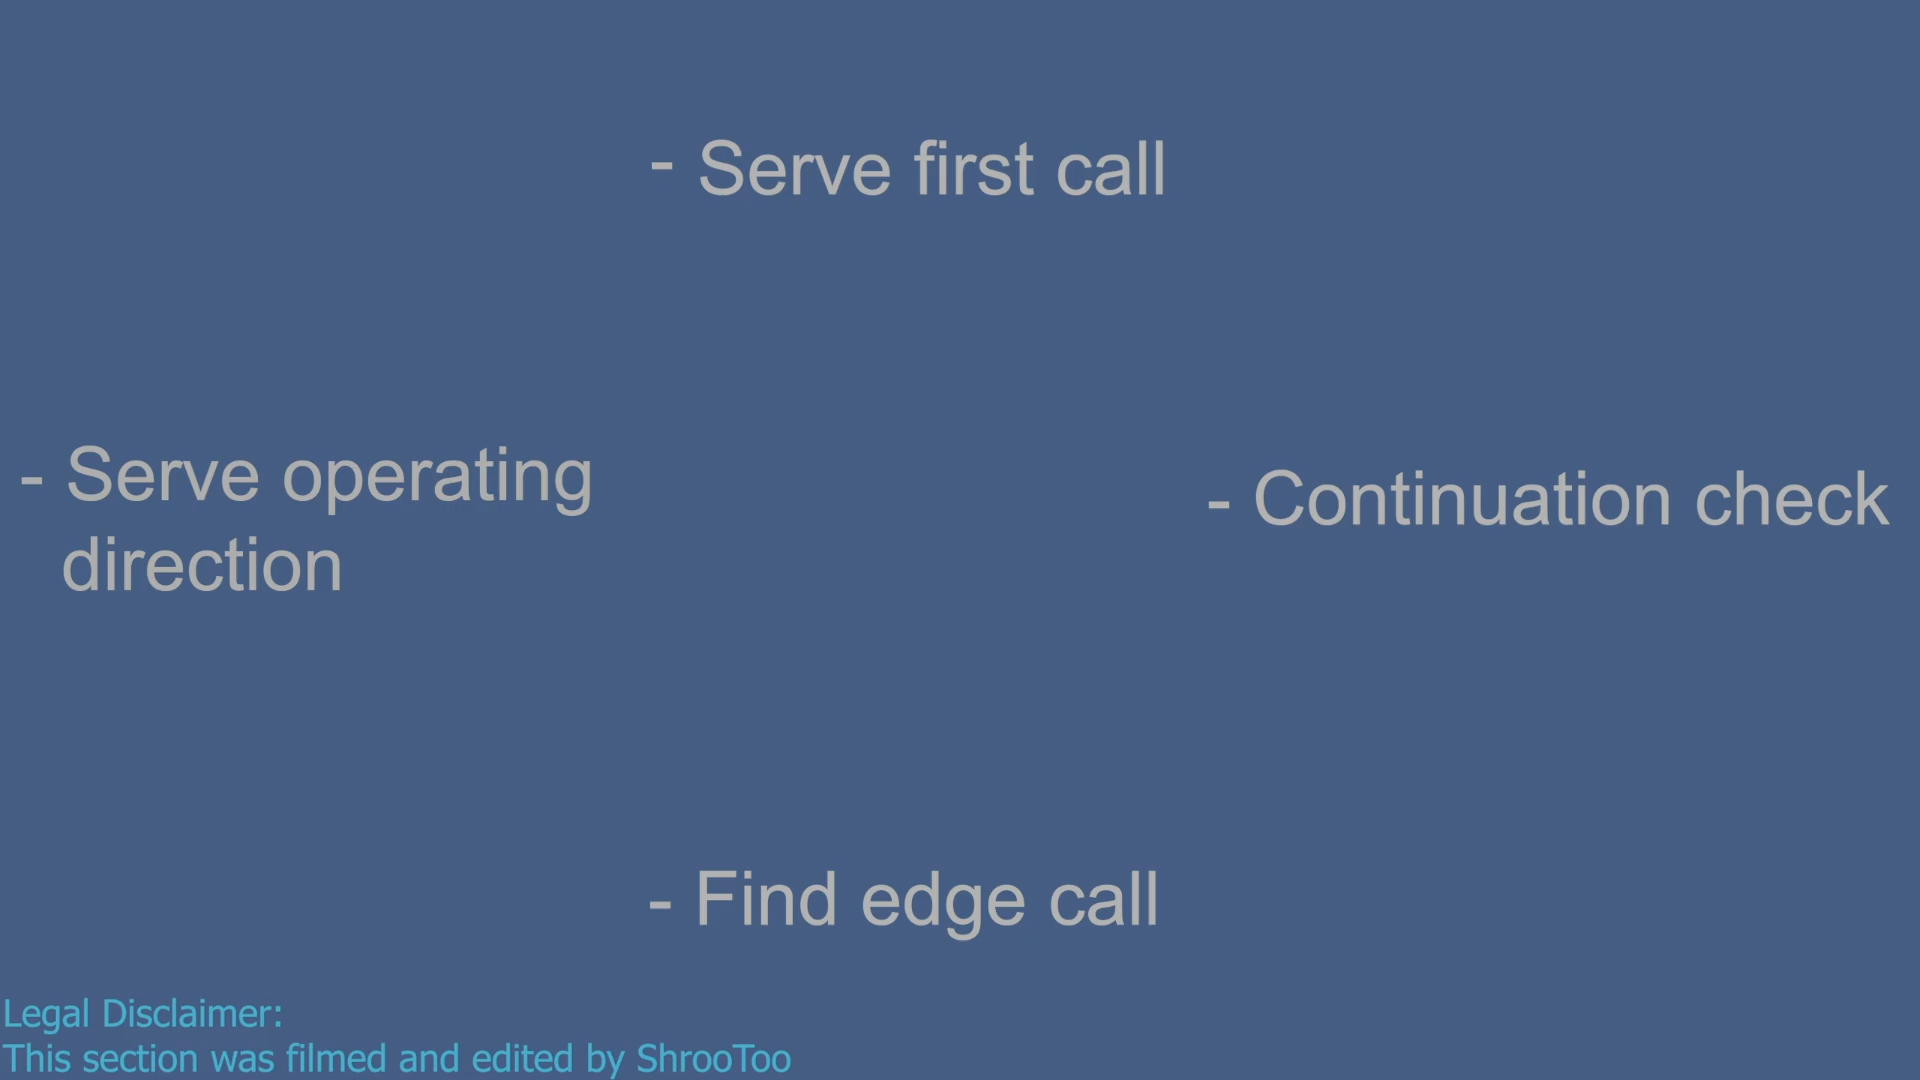 - Serve first call
- Serve operating
direction
- Continuation check
- Find edge call
Legal Disclaimer:
This section was filmed and edited by ShrooToo